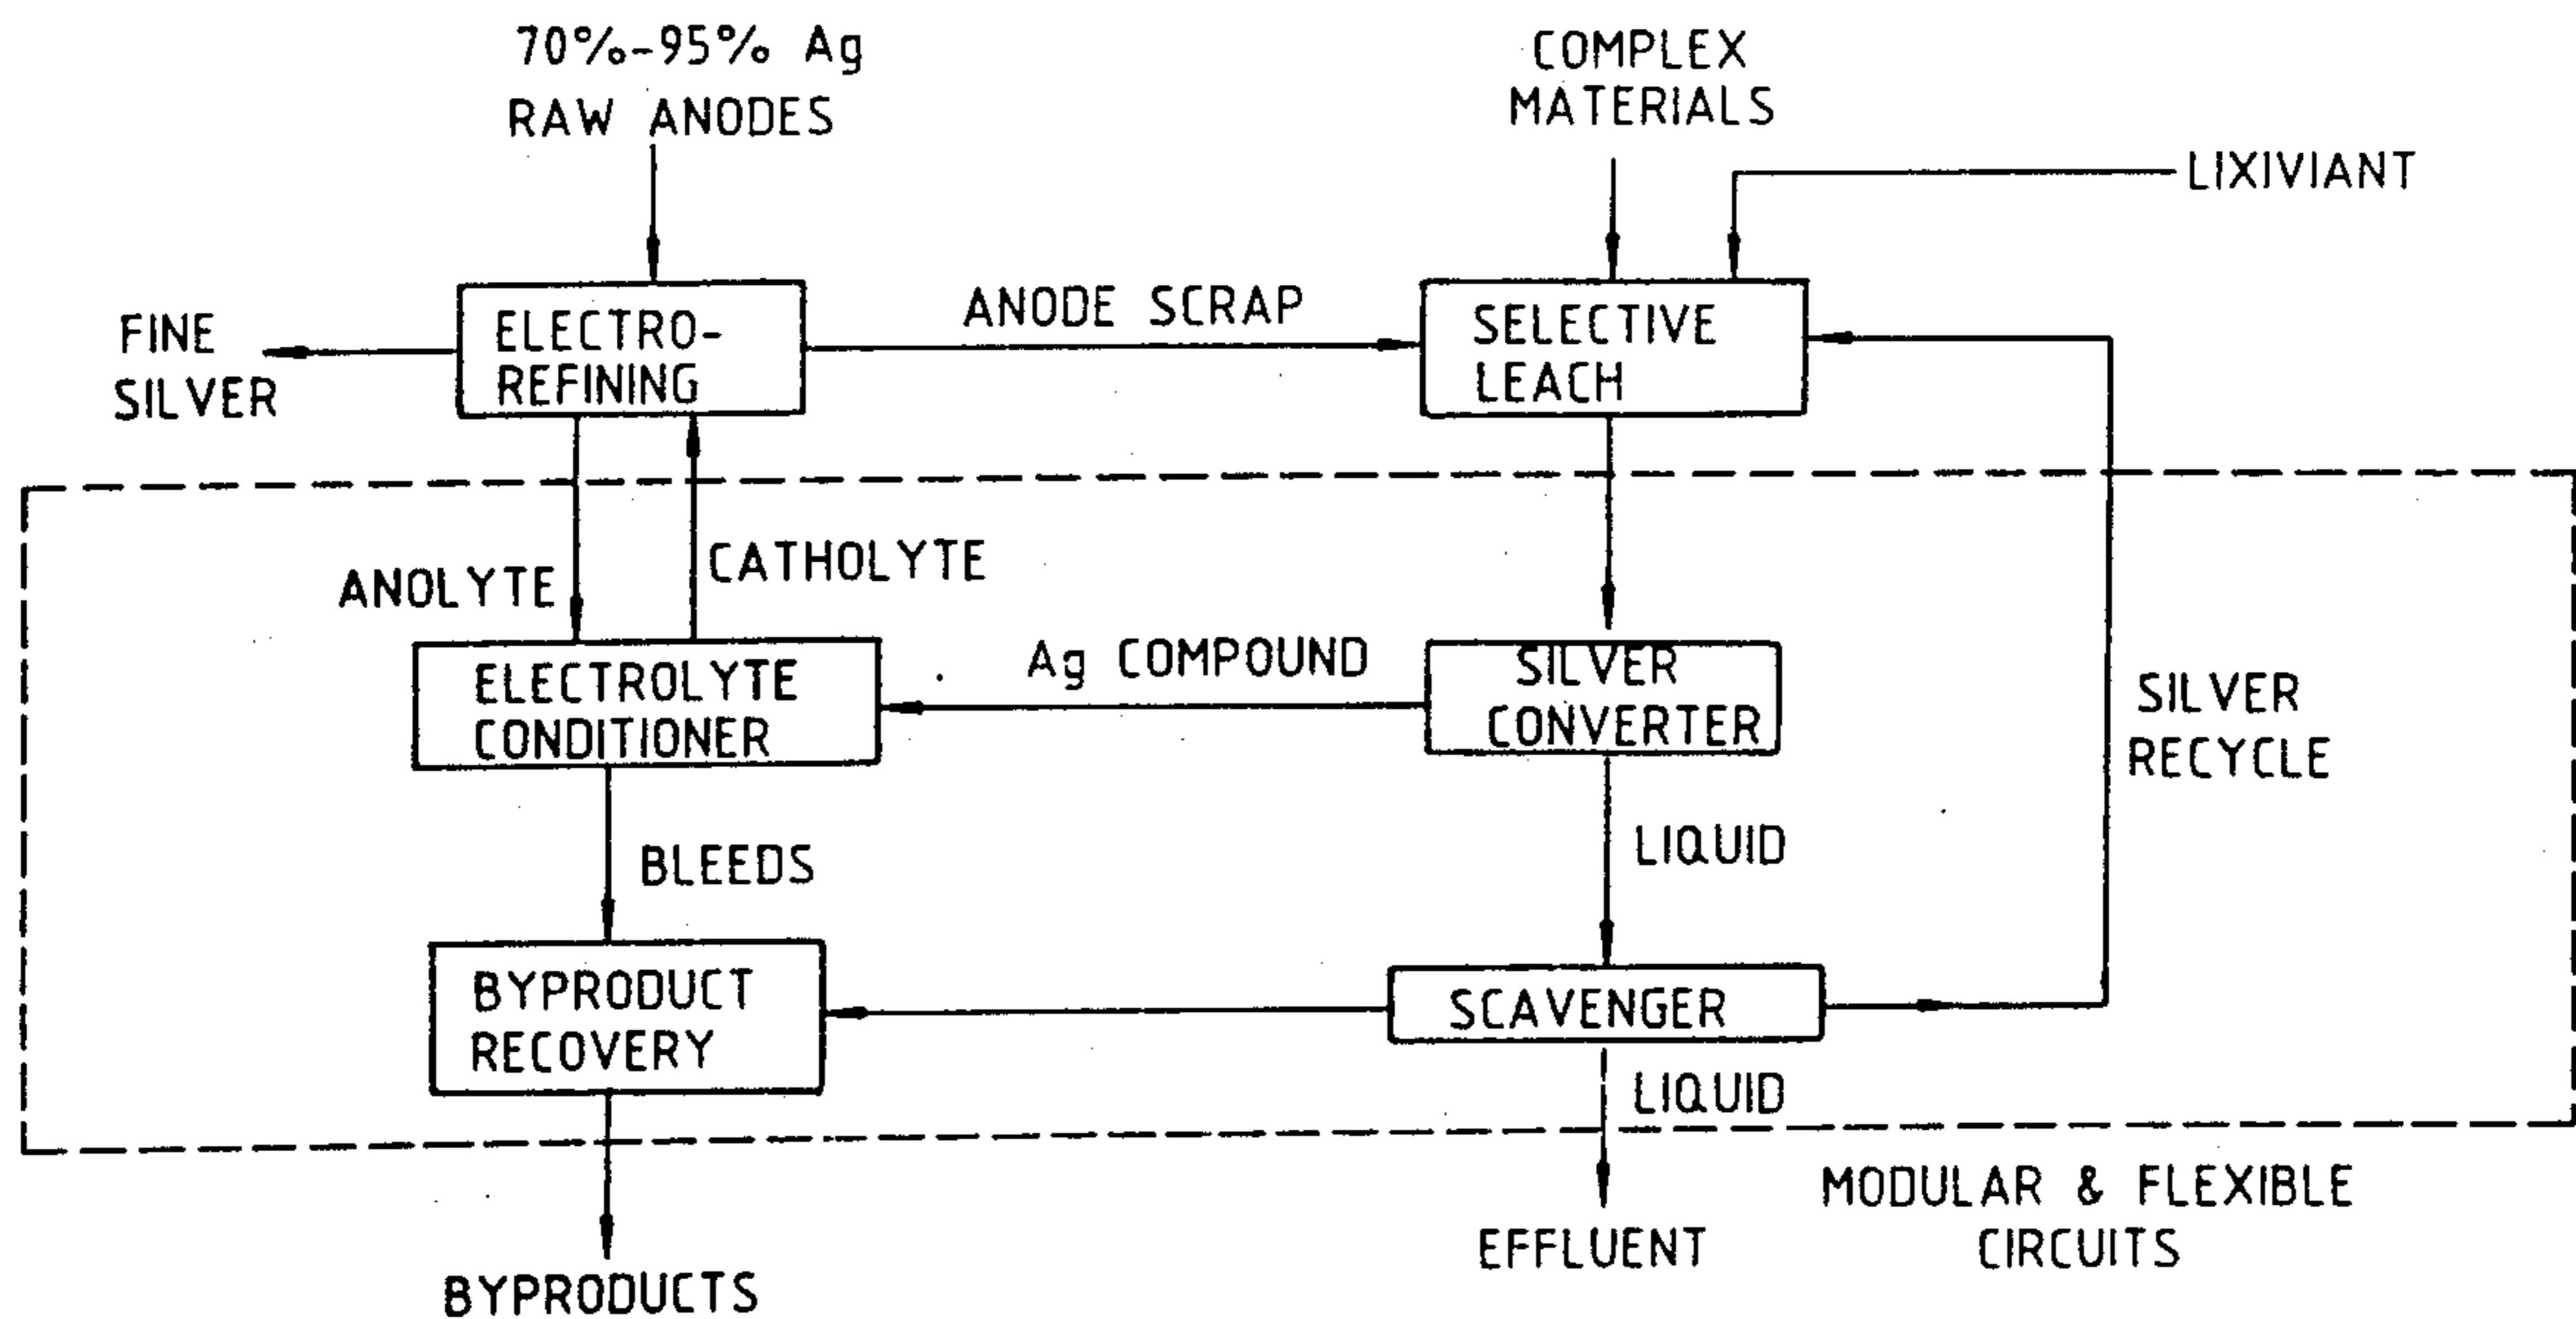 70%-95% Ag
RAW ANODES
COMPLEX
MATERIALS
LIXIVIANT
FINE
SILVER
ELECTRO-
REFINING
ANODE SCRAP
SELECTIVE
LEACH
ANOLYTE
CATHOLYTE
ELECTROLYTE
CONDITIONER
Ag COMPOUND
SILVER
CONVERTER
SILVER
RECYCLE
BLEEDS
LIQUID
BYPRODUCT
RECOVERY
SCAVENGER
LIQUID
BYPRODUCTS
EFFLUENT
MODULAR & FLEXIBLE
CIRCUITS